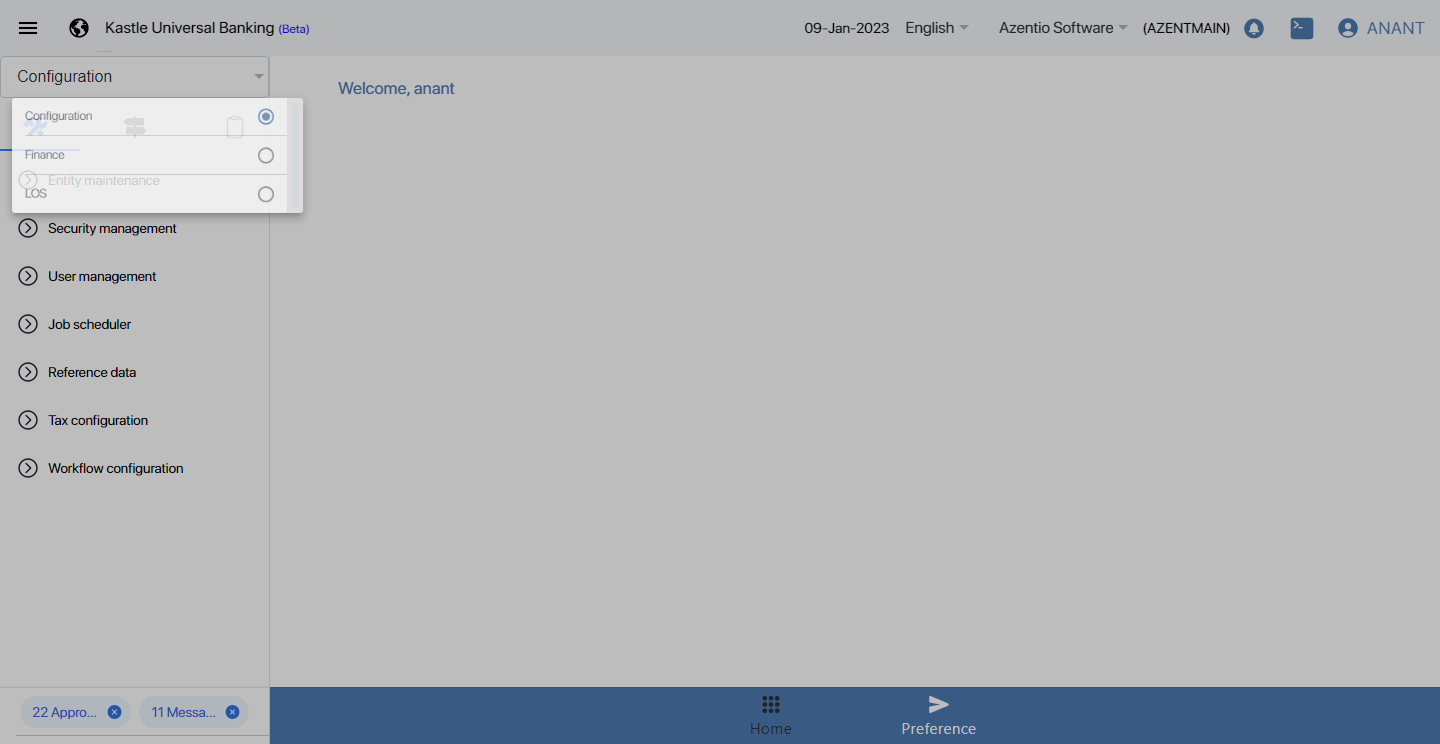 Kastle Universal Banking (Beta) 09-Jan-2023 English Azentio Software (AZENTMAIN) >_ ANANT
Configuration
Welcome, anant
Configuration
Finance
Entity maintenance
LOS
Security management
User management
Job scheduler
Reference data
Tax configuration
Workflow configuration
22 Appro... 11 Messa...
Home Preference